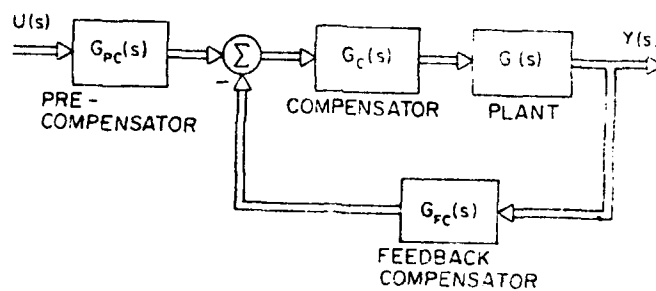 U(s)
G_PC(s)
Σ
G_C(s)
G(s)
Y(s)
PRE-
COMPENSATOR
−
COMPENSATOR
PLANT
G_FC(s)
FEEDBACK
COMPENSATOR